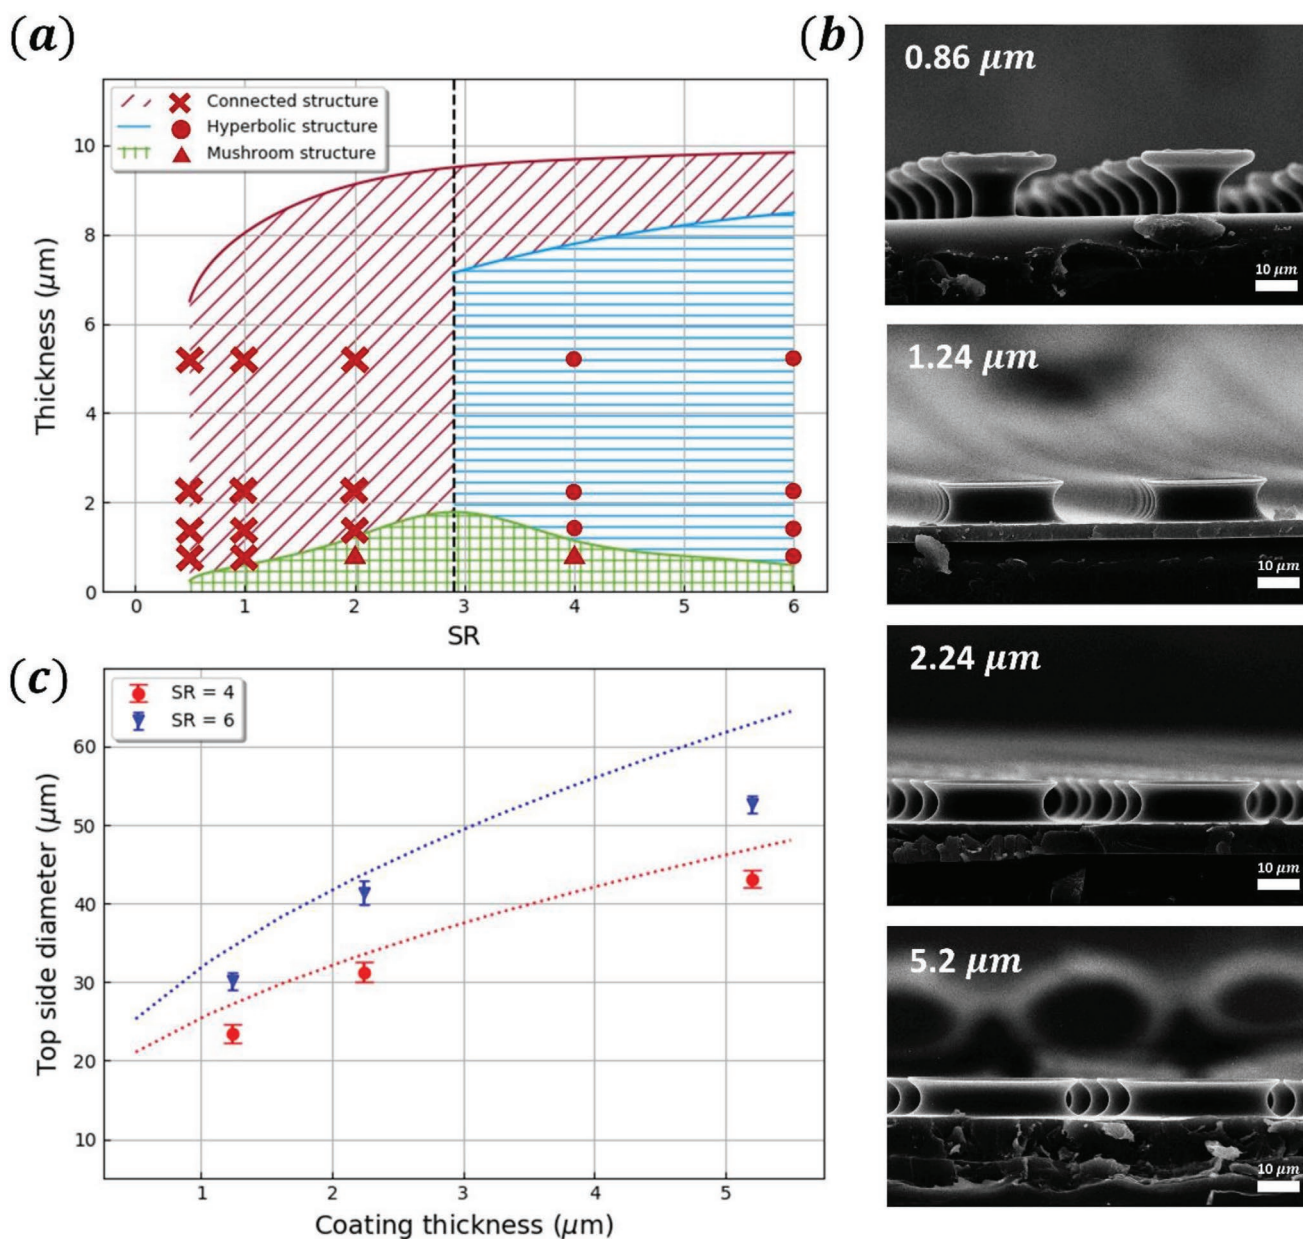 (a)
Connected structure
Hyperbolic structure
Mushroom structure
Thickness (μm)
10
8
6
4
2
0
0 1 2 3 4 5 6
SR
(b)
0.86 μm
10 μm
1.24 μm
10 μm
2.24 μm
10 μm
5.2 μm
10 μm
(c)
SR = 4
SR = 6
Top side diameter (μm)
60
50
40
30
20
10
1 2 3 4 5
Coating thickness (μm)